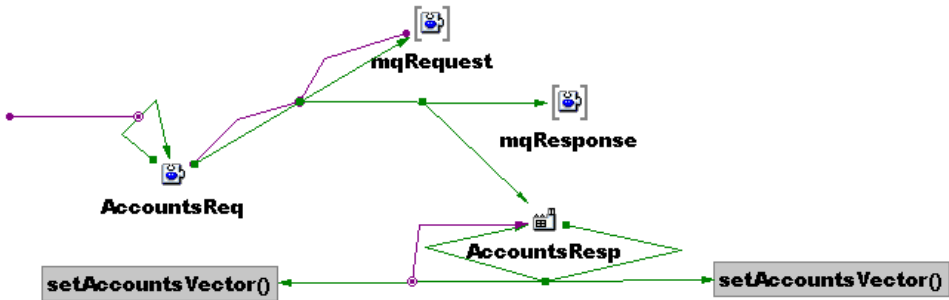 mqRequest
mqResponse
AccountsReq
AccountsResp
setAccountsVector()
setAccountsVector()